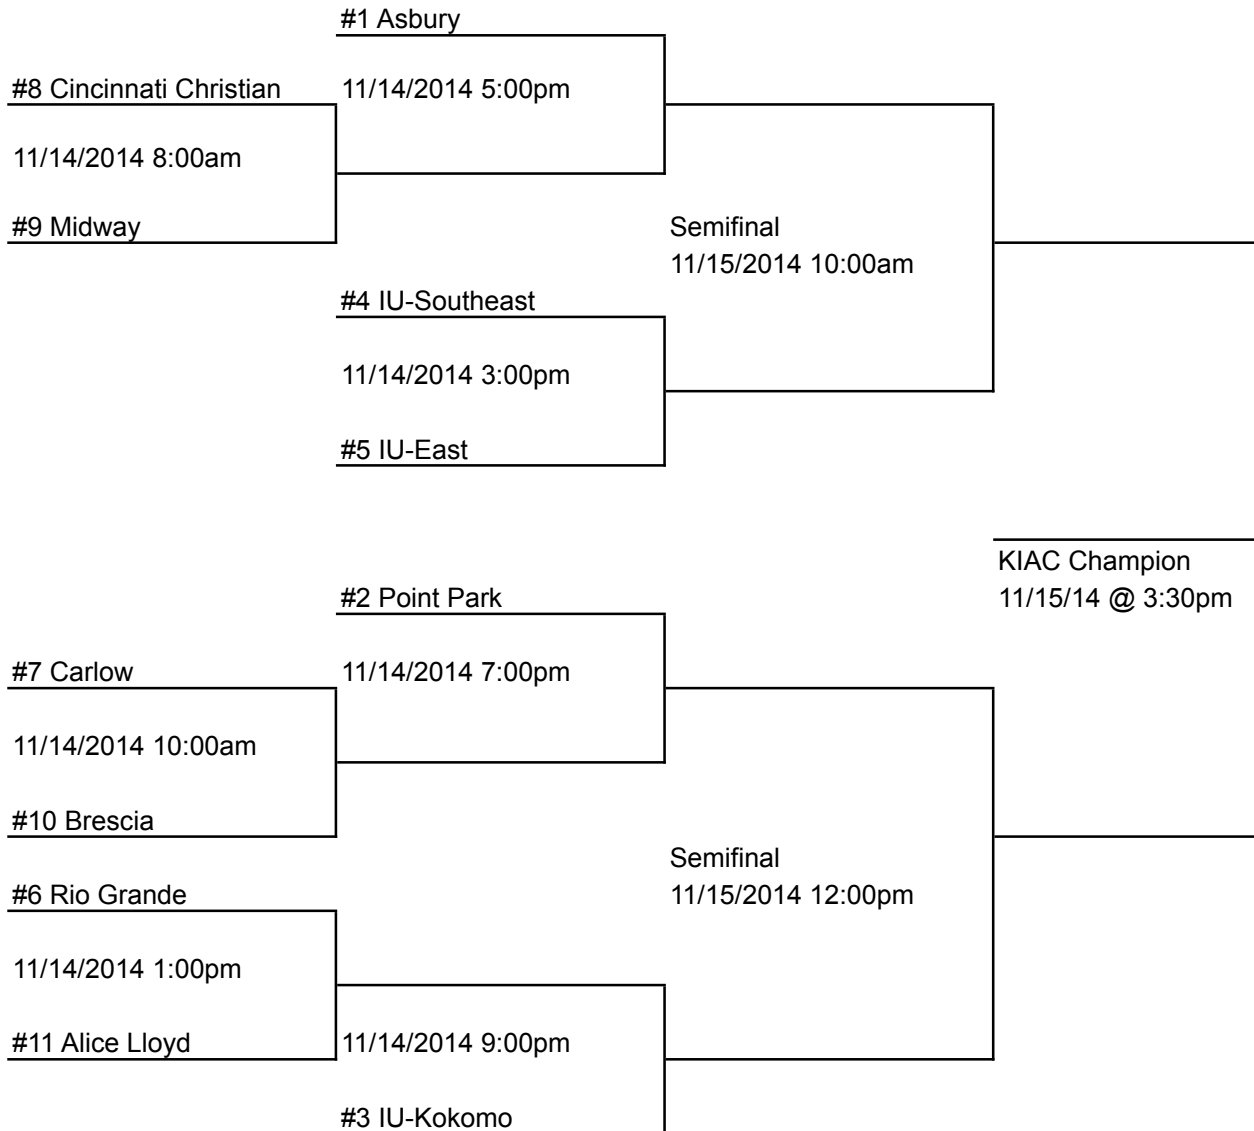 #1 Asbury
#8 Cincinnati Christian
11/14/2014 5:00pm
11/14/2014 8:00am
#9 Midway
Semifinal
11/15/2014 10:00am
#4 IU-Southeast
11/14/2014 3:00pm
#5 IU-East
KIAC Champion
11/15/14 @ 3:30pm
#2 Point Park
#7 Carlow
11/14/2014 7:00pm
11/14/2014 10:00am
#10 Brescia
Semifinal
11/15/2014 12:00pm
#6 Rio Grande
11/14/2014 1:00pm
#11 Alice Lloyd
11/14/2014 9:00pm
#3 IU-Kokomo